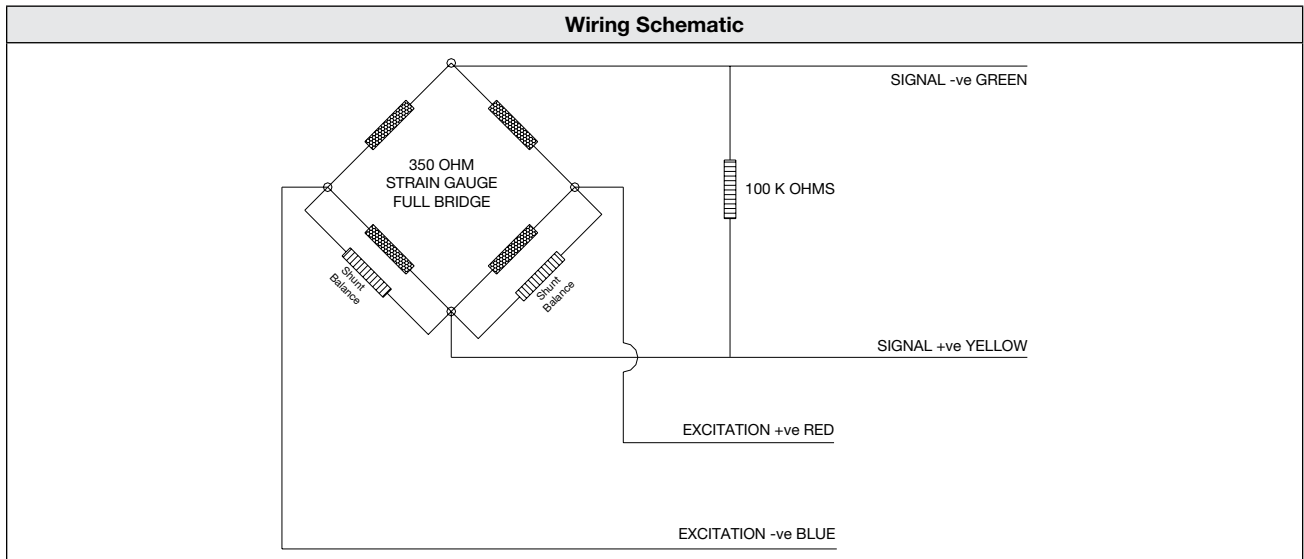 Wiring Schematic
SIGNAL -ve GREEN
350 OHM
STRAIN GAUGE
FULL BRIDGE
100 K OHMS
Shunt
Balance
Shunt
Balance
SIGNAL +ve YELLOW
EXCITATION +ve RED
EXCITATION -ve BLUE